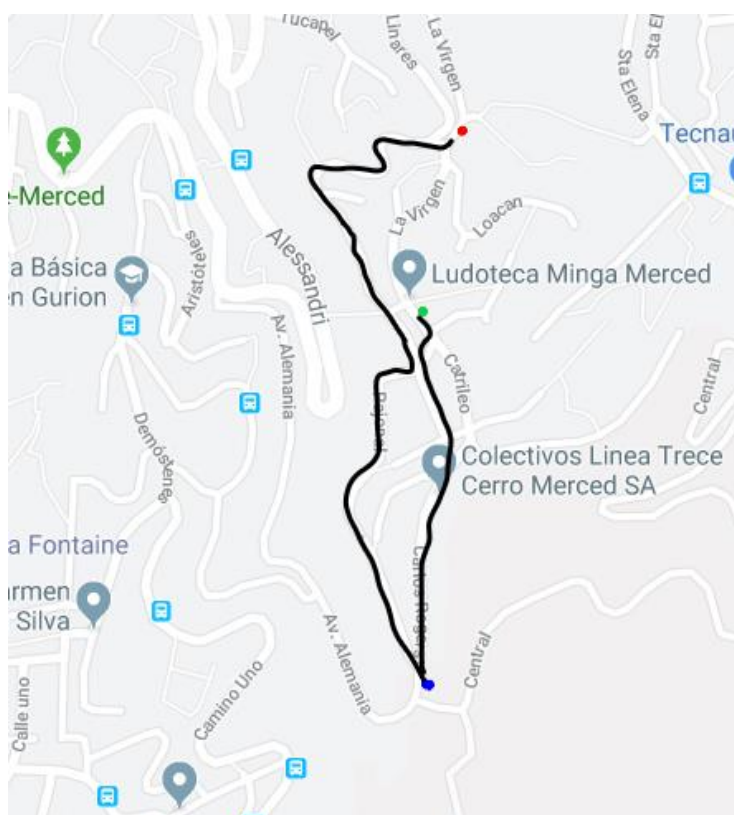 Tucapel
Linares
La Virgen
Sta El
Sta Elena
Tecnau
e-Merced
La Virgen
Loacan
Aristóteles
Alessandri
a Básica
en Gurion
Ludoteca Minga Merced
Av. Alemania
Catrileo
Central
Demóstenes
Colectivos Linea Trece
Cerro Merced SA
a Fontaine
armen
Silva
Av. Alemania
Central
Camino Uno
Calle uno